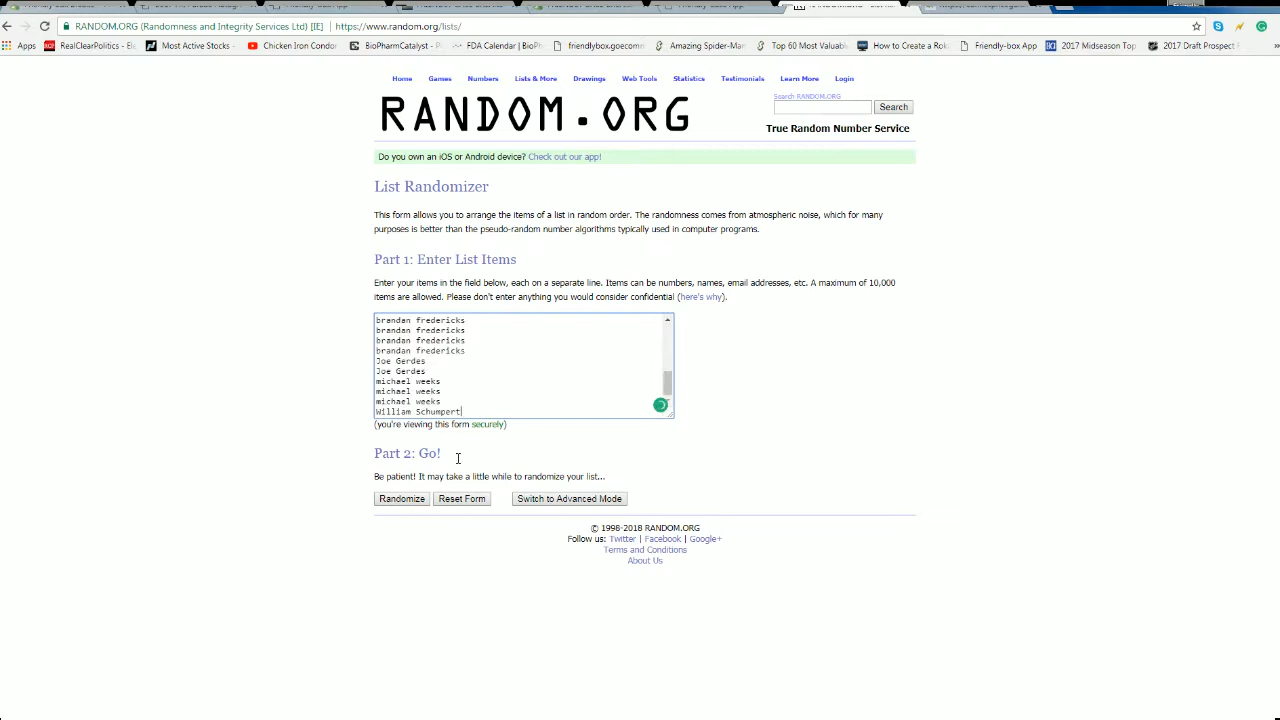 RANDOM.ORG (Randomness and Integrity Services Ltd) [IE] https://www.random.org/lists/
Apps RealClearPolitics - Ele Most Active Stocks - Chicken Iron Condor BioPharmCatalyst - FDA Calendar | BioPh friendlybox.goecomm Amazing Spider-Man Top 60 Most Valuable How to Create a Roku Friendly-box App 2017 Midseason Top 2017 Draft Prospect
Home Games Numbers Lists & More Drawings Web Tools Statistics Testimonials Learn More Login
Search RANDOM.ORG
RANDOM.ORG
Search
True Random Number Service
Do you own an iOS or Android device? Check out our app!
List Randomizer
This form allows you to arrange the items of a list in random order. The randomness comes from atmospheric noise, which for many
purposes is better than the pseudo-random number algorithms typically used in computer programs.
Part 1: Enter List Items
Enter your items in the field below, each on a separate line. Items can be numbers, names, email addresses, etc. A maximum of 10,000
items are allowed. Please don't enter anything you would consider confidential (here's why).
brandan fredericks
brandan fredericks
brandan fredericks
brandan fredericks
Joe Gerdes
Joe Gerdes
michael weeks
michael weeks
michael weeks
William Schumpert
(you're viewing this form securely)
Part 2: Go!
Be patient! It may take a little while to randomize your list...
Randomize Reset Form Switch to Advanced Mode
© 1998-2018 RANDOM.ORG
Follow us: Twitter | Facebook | Google+
Terms and Conditions
About Us